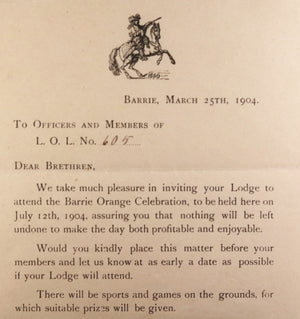 BARRIE, MARCH 25TH, 1904.
TO OFFICERS AND MEMBERS OF
L. O. L. No. 605
DEAR BRETHREN,
We take much pleasure in inviting your Lodge to
attend the Barrie Orange Celebration, to be held here on
July 12th, 1904, assuring you that nothing will be left
undone to make the day both profitable and enjoyable.
Would you kindly place this matter before your
members and let us know at as early a date as possible
if your Lodge will attend.
There will be sports and games on the grounds, for
which suitable prizes will be given.